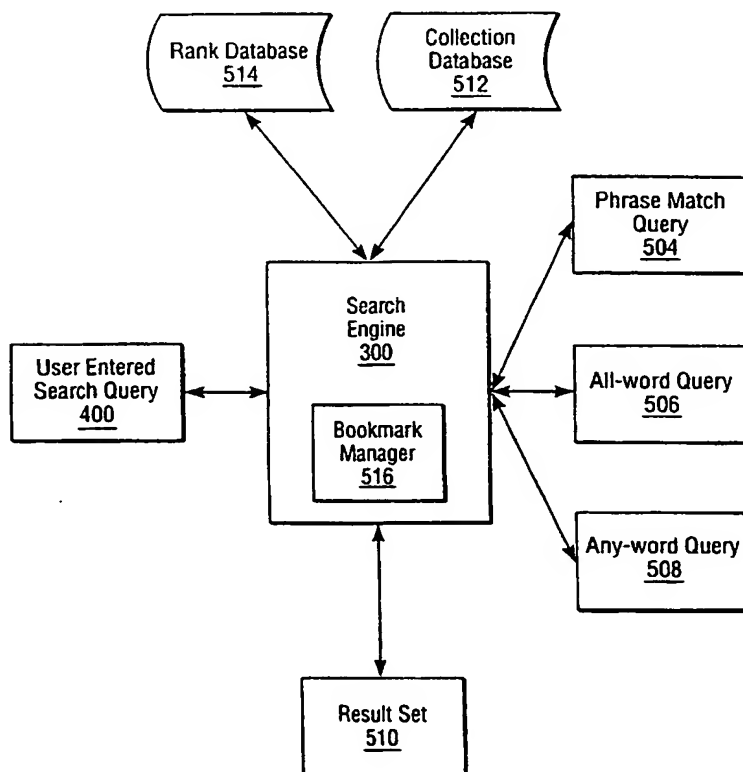 Rank Database
514
Collection
Database
512
Phrase Match
Query
504
Search
Engine
300
User Entered
Search Query
400
All-word Query
506
Bookmark
Manager
516
Any-word Query
508
Result Set
510